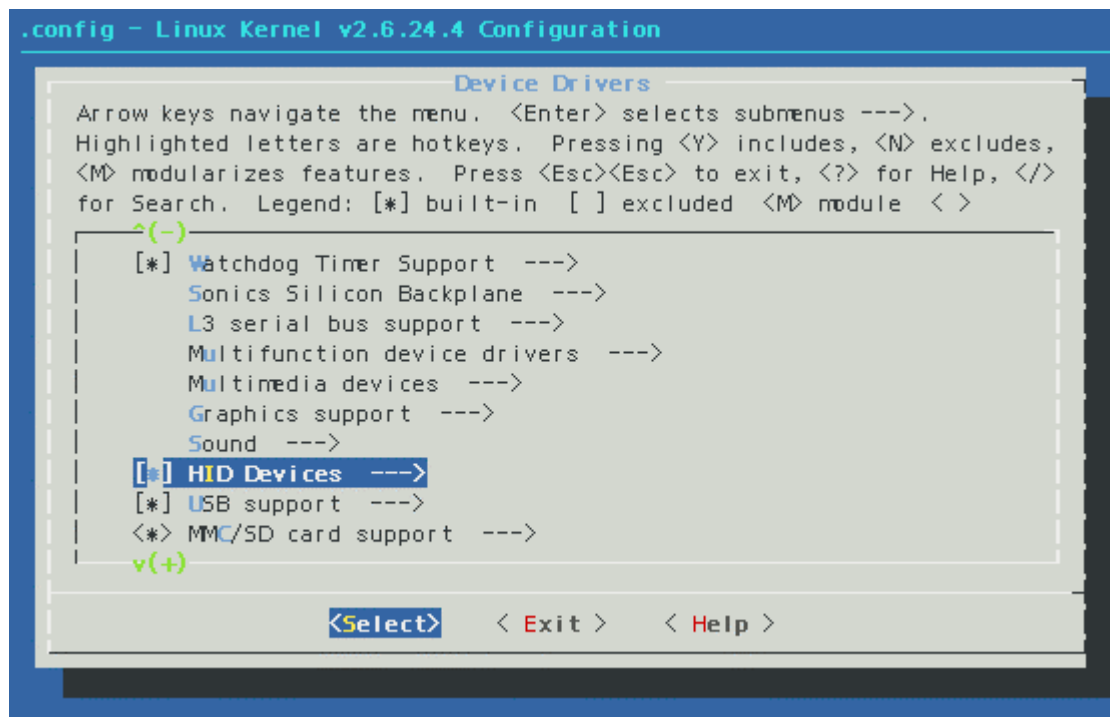 .config - Linux Kernel v2.6.24.4 Configuration
Device Drivers
Arrow keys navigate the menu.  <Enter> selects submenus --->.
Highlighted letters are hotkeys.  Pressing <Y> includes, <N> excludes,
<M> modularizes features.  Press <Esc><Esc> to exit, <?> for Help, </>
for Search.  Legend: [*] built-in  [ ] excluded  <M> module  < >
^(-)
[*] Watchdog Timer Support  --->
Sonics Silicon Backplane  --->
L3 serial bus support  --->
Multifunction device drivers  --->
Multimedia devices  --->
Graphics support  --->
Sound  --->
[*] HID Devices  --->
[*] USB support  --->
<*> MMC/SD card support  --->
v(+)
<Select>    < Exit >    < Help >